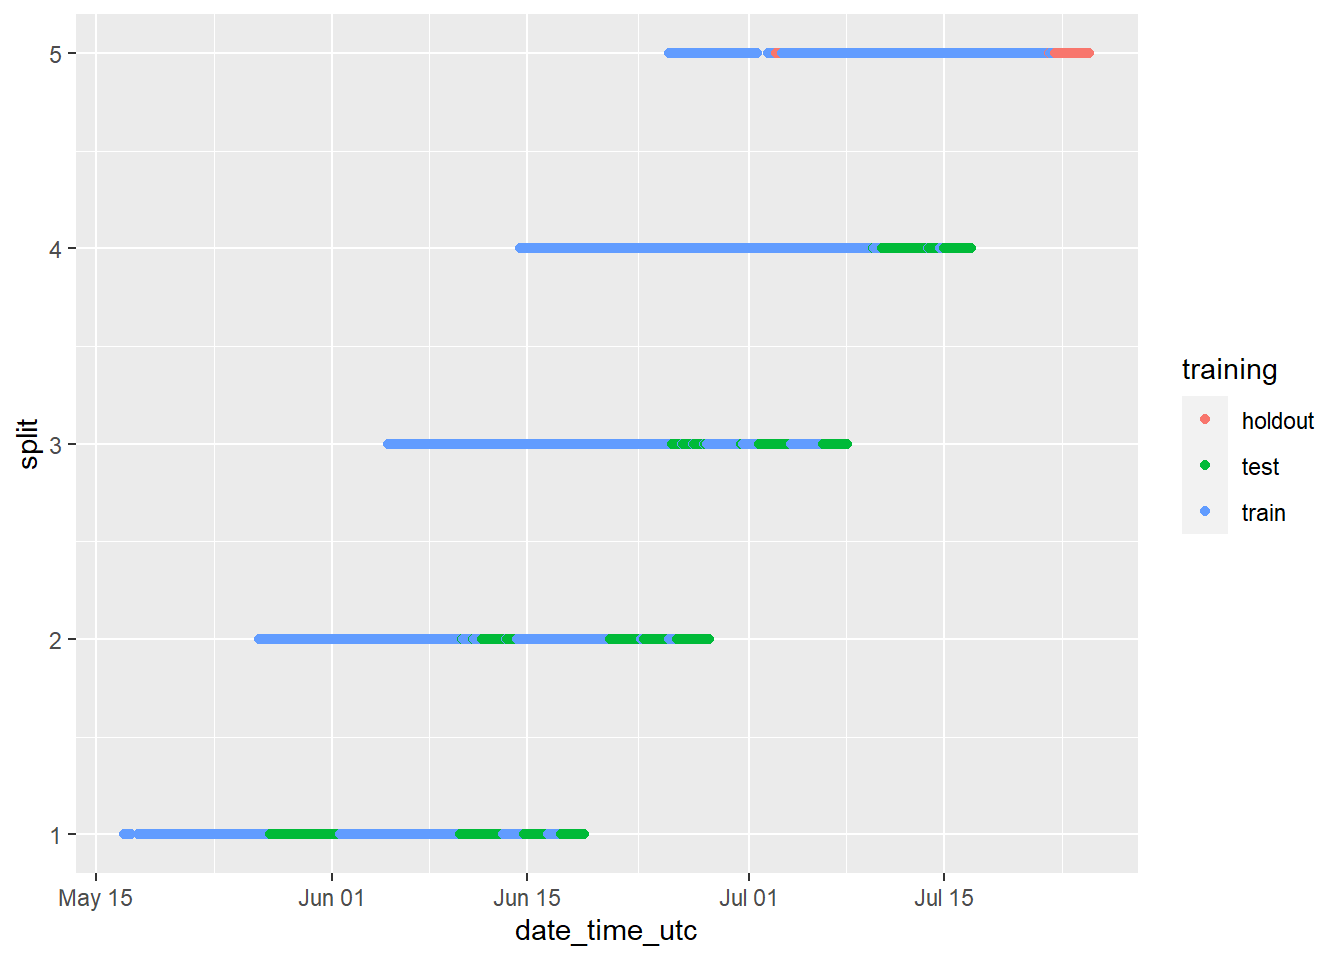 5
4
3
2
1
split
May 15
Jun 01
Jun 15
Jul 01
Jul 15
date_time_utc
training
holdout
test
train